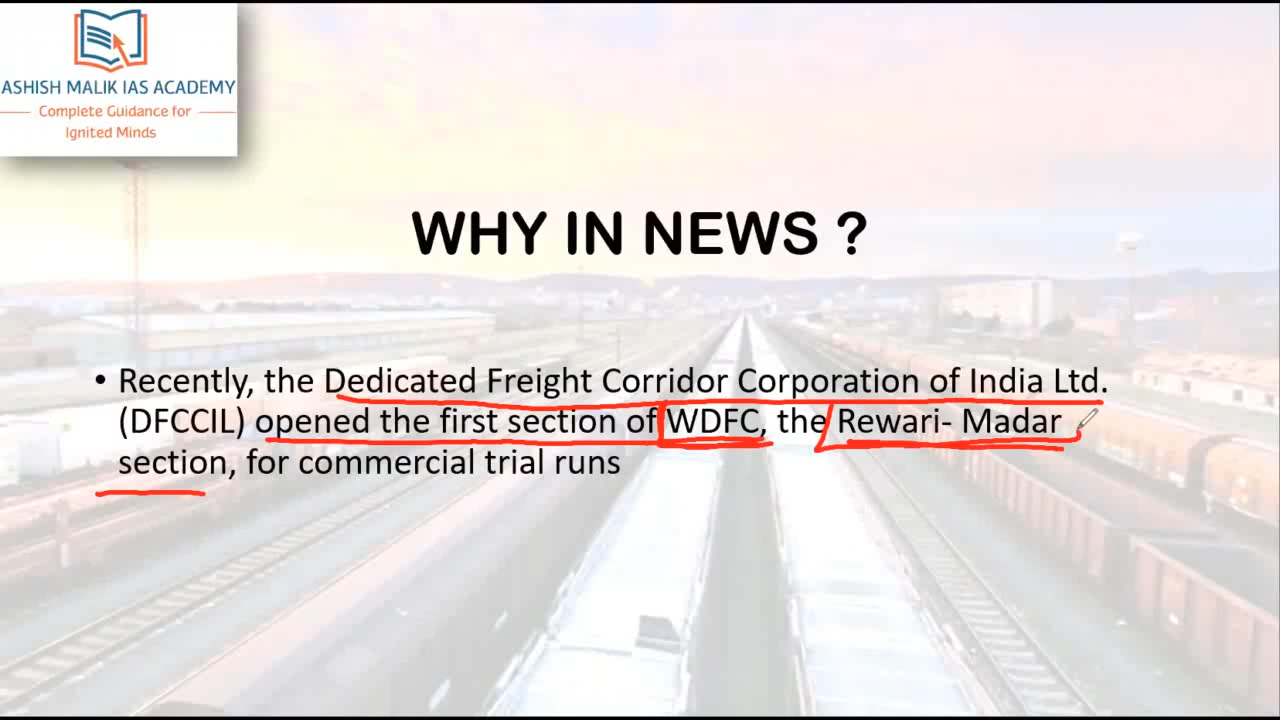 ASHISH MALIK IAS ACADEMY
Complete Guidance for
Ignited Minds
WHY IN NEWS ?
• Recently, the Dedicated Freight Corridor Corporation of India Ltd.
(DFCCIL) opened the first section of WDFC, the Rewari- Madar
section, for commercial trial runs